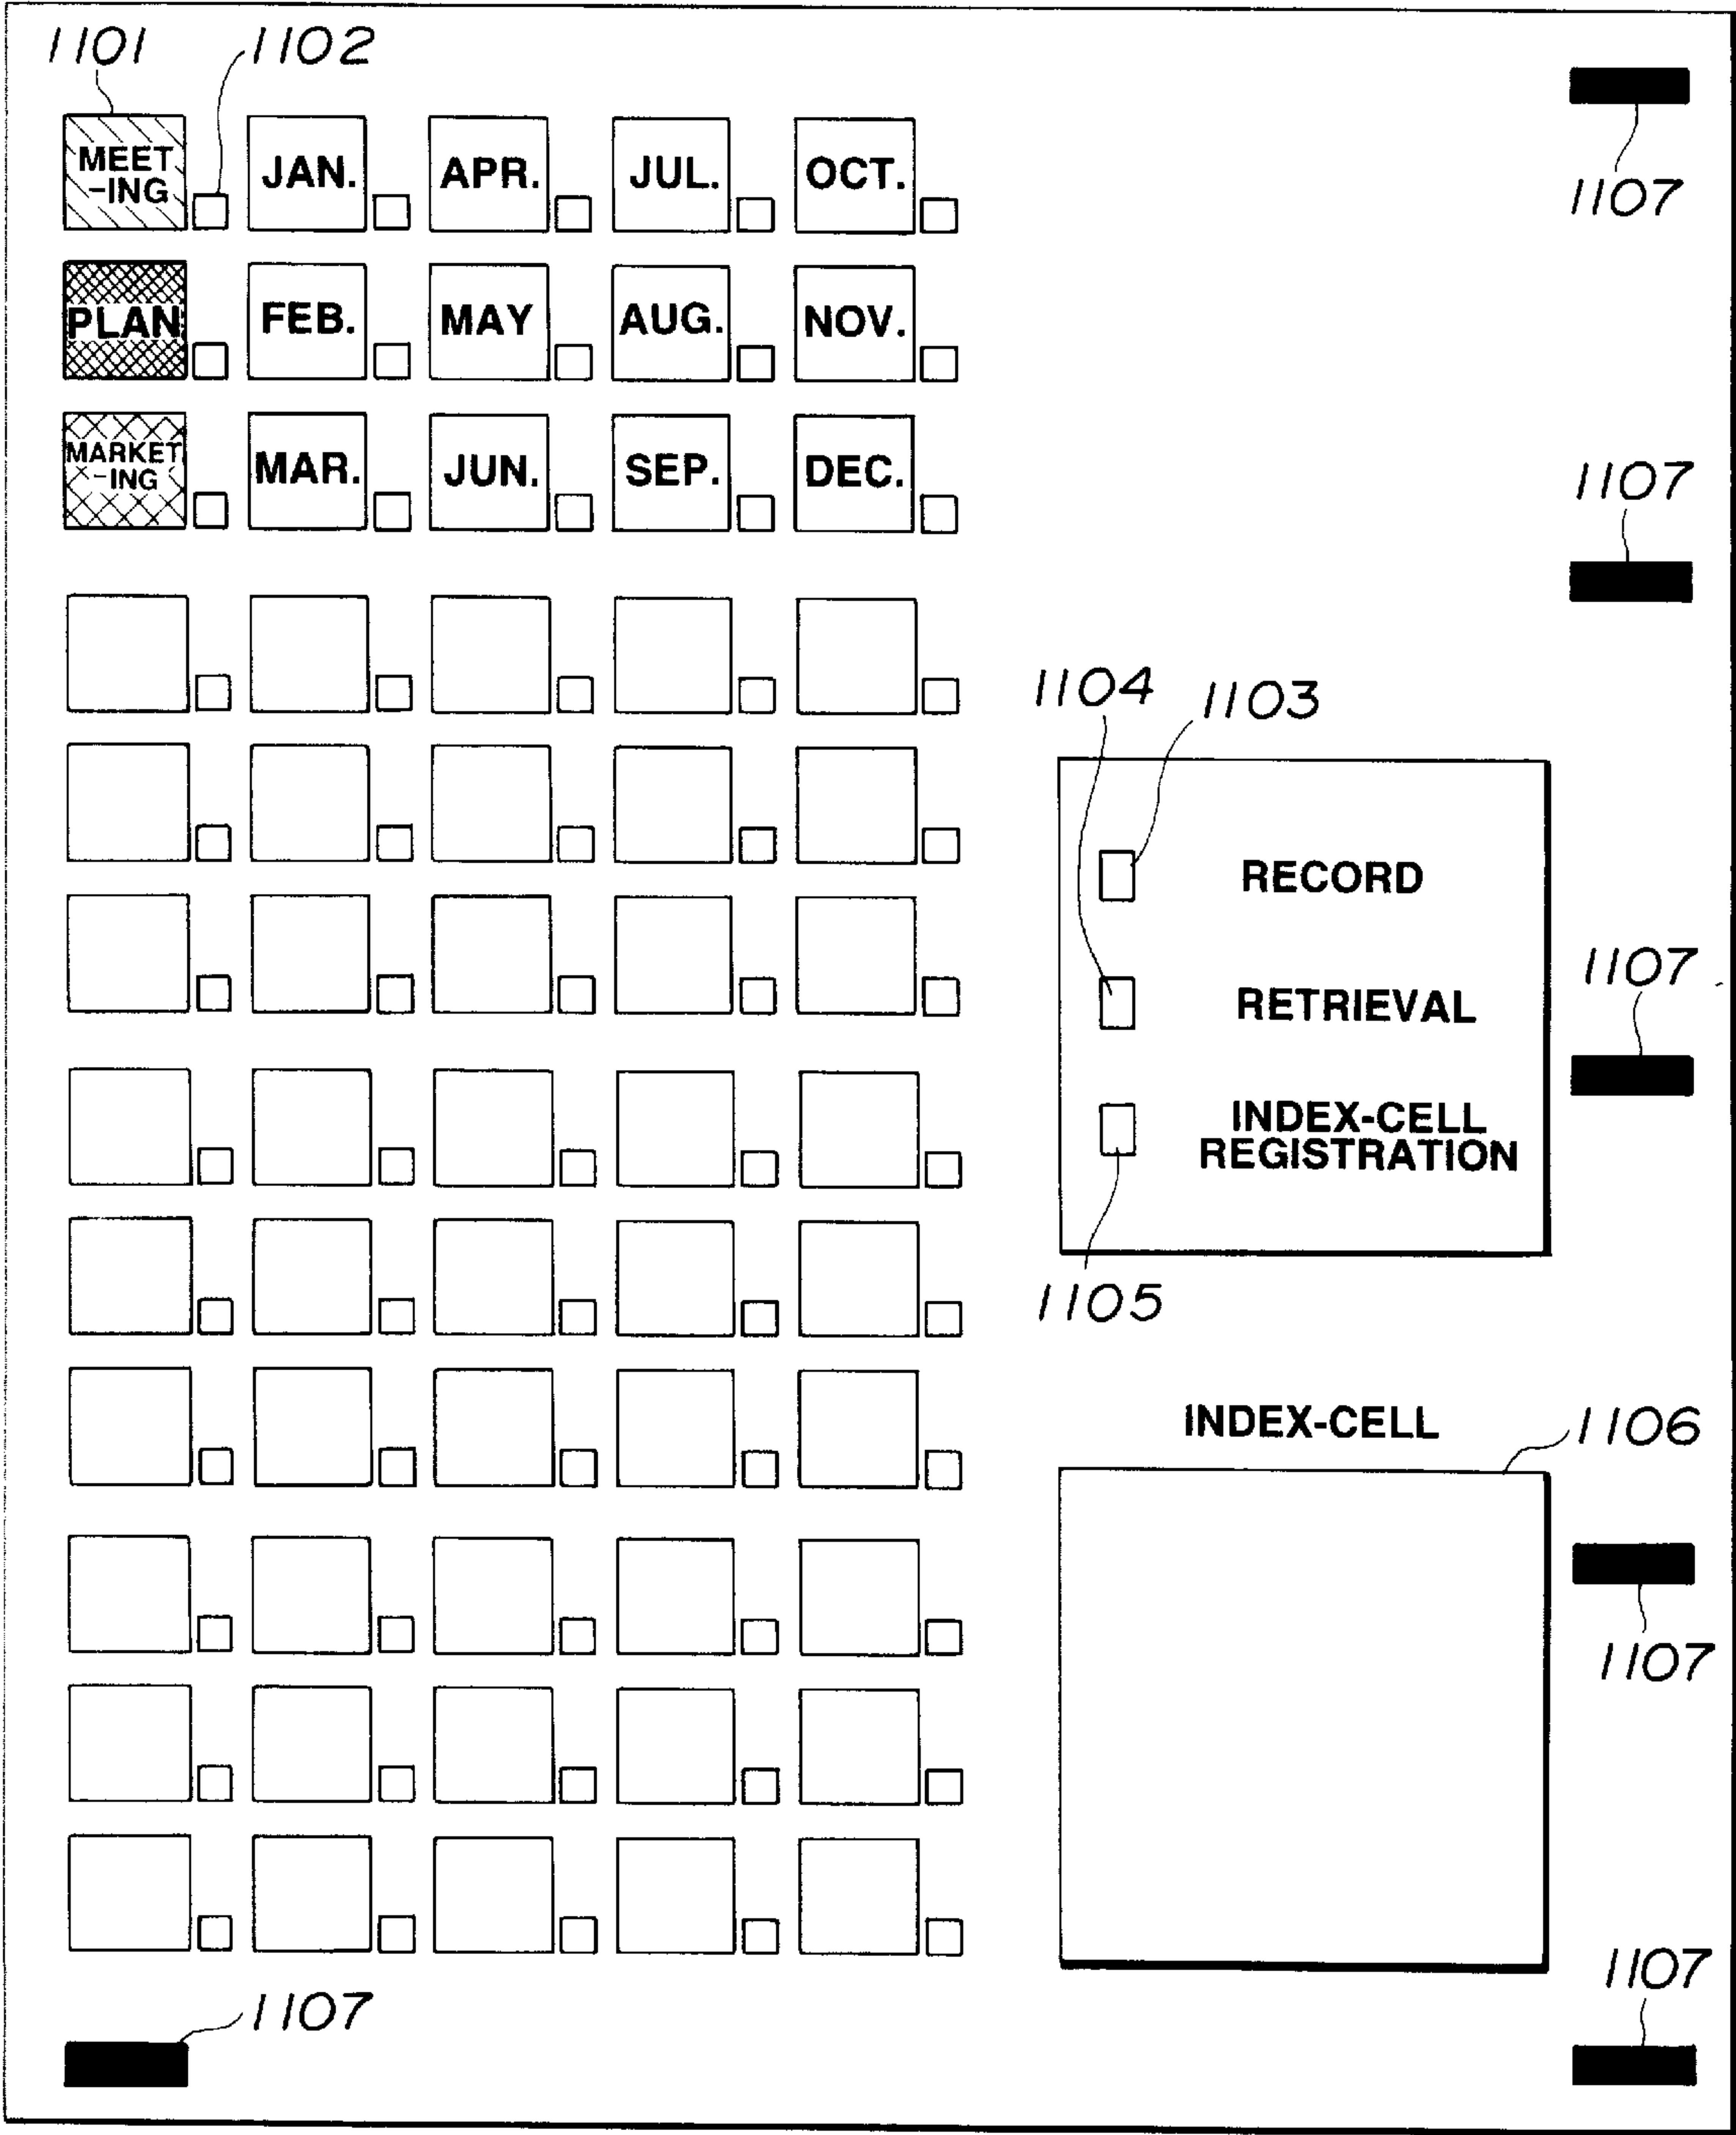 1101 1102
1107
MEET
-ING
JAN. APR. JUL. OCT.
PLAN FEB. MAY AUG. NOV.
MARKET
-ING
MAR. JUN. SEP. DEC.
1107
1104 1103
RECORD
1107
RETRIEVAL
INDEX-CELL
REGISTRATION
1105
INDEX-CELL
1106
1107
1107
1107